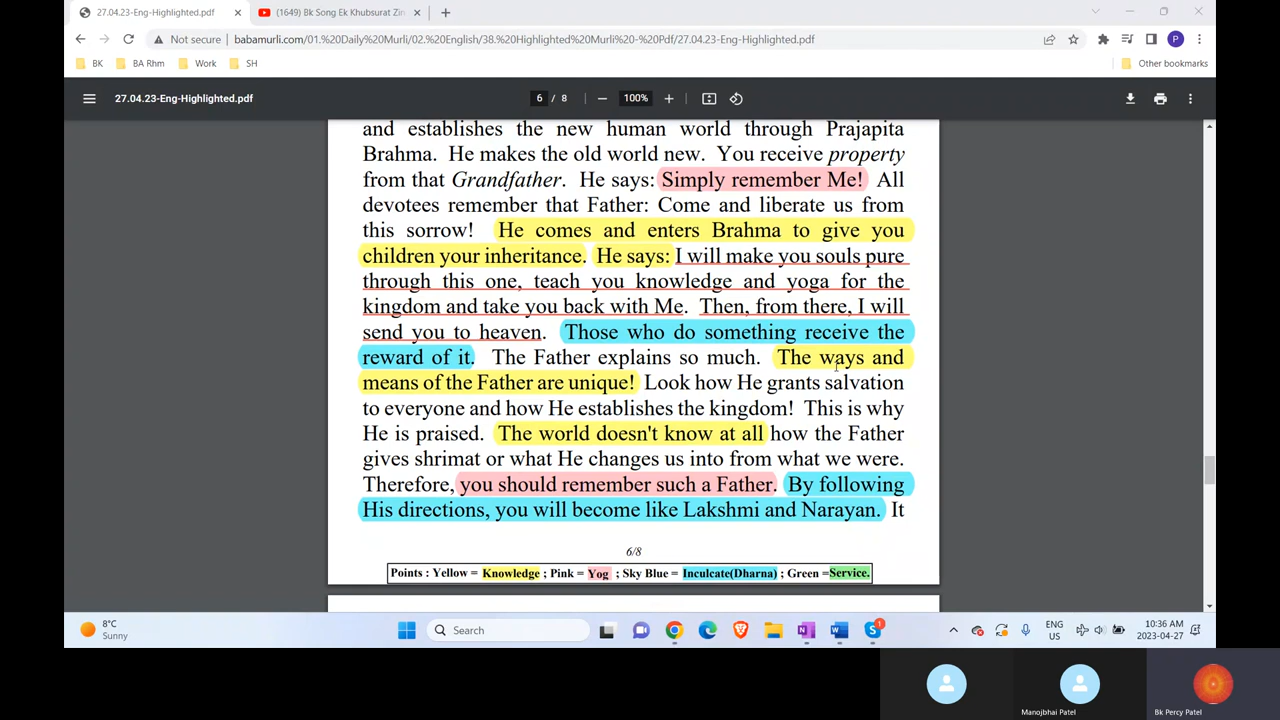 27.04.23-Eng-Highlighted.pdf
(1649) Bk Song Ek Khubsurat Zin
Not secure
babamurli.com/01.%20Daily%20Murli/02.%20English/38.%20Highlighted%20Murli%20-%20Pdf/27.04.23-Eng-Highlighted.pdf
P
BK
BA Rhm
Work
SH
Other bookmarks
27.04.23-Eng-Highlighted.pdf
6 / 8
100%
and establishes the new human world through Prajapita
Brahma. He makes the old world new. You receive property
from that Grandfather. He says: Simply remember Me! All
devotees remember that Father: Come and liberate us from
this sorrow! He comes and enters Brahma to give you
children your inheritance. He says: I will make you souls pure
through this one, teach you knowledge and yoga for the
kingdom and take you back with Me. Then, from there, I will
send you to heaven. Those who do something receive the
reward of it. The Father explains so much. The ways and
means of the Father are unique! Look how He grants salvation
to everyone and how He establishes the kingdom! This is why
He is praised. The world doesn't know at all how the Father
gives shrimat or what He changes us into from what we were.
Therefore, you should remember such a Father. By following
His directions, you will become like Lakshmi and Narayan. It
6/8
Points : Yellow = Knowledge ; Pink = Yog ; Sky Blue = Inculcate(Dharna) ; Green =Service.
8°C
Sunny
Search
1
ENG
US
10:36 AM
2023-04-27
Manojbhai Patel
Bk Percy Patel